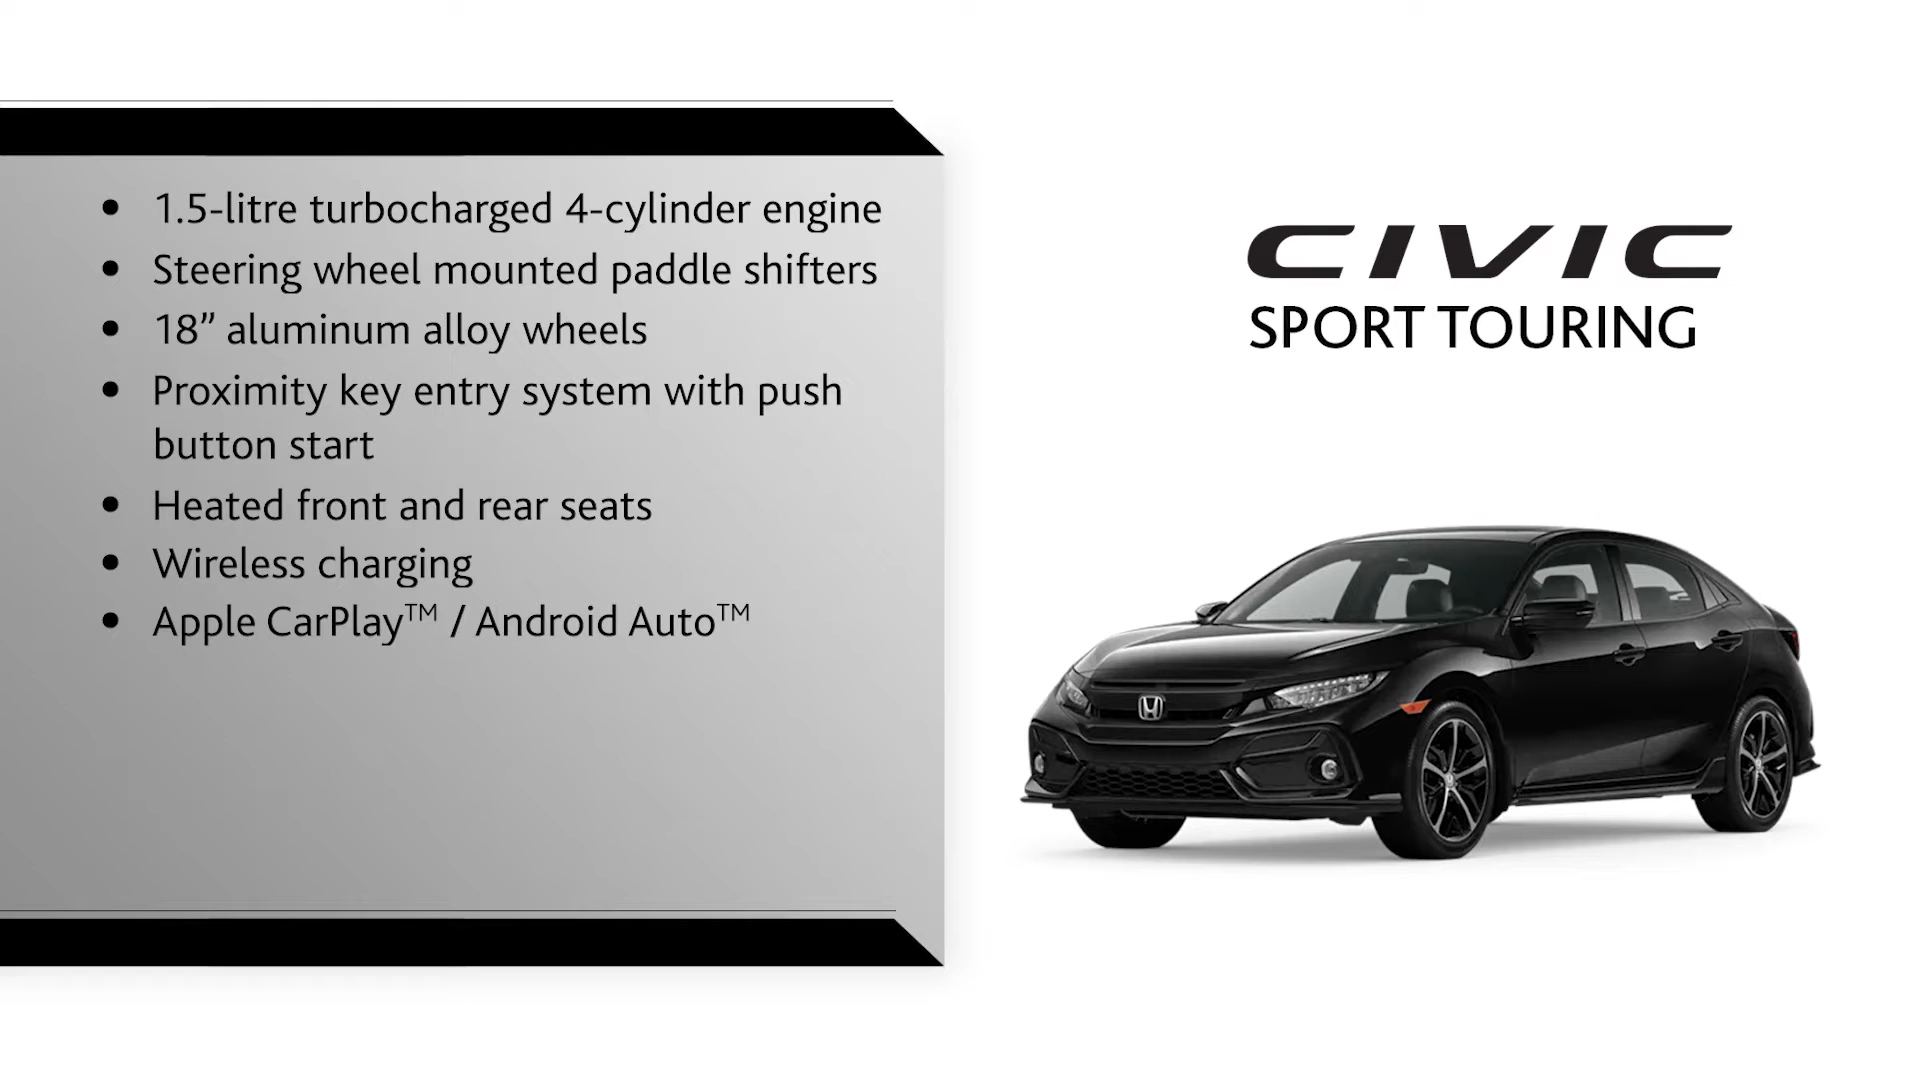 • 1.5-litre turbocharged 4-cylinder engine
• Steering wheel mounted paddle shifters
• 18” aluminum alloy wheels
• Proximity key entry system with push
button start
• Heated front and rear seats
• Wireless charging
• Apple CarPlay™ / Android Auto™
CIVIC
SPORT TOURING